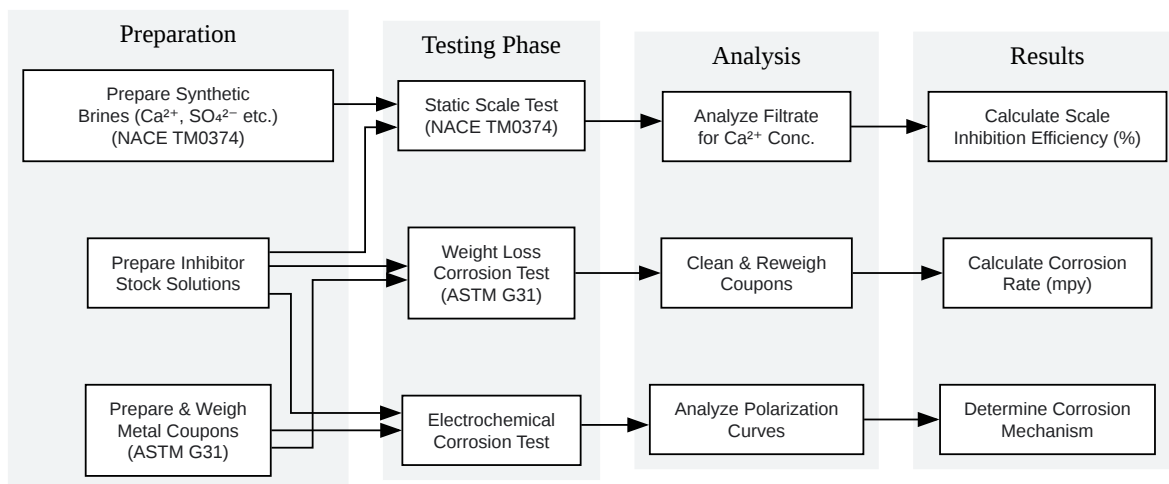 Preparation
Prepare Synthetic
Brines (Ca²⁺, SO₄²⁻ etc.)
(NACE TM0374)
Prepare Inhibitor
Stock Solutions
Prepare & Weigh
Metal Coupons
(ASTM G31)
Testing Phase
Static Scale Test
(NACE TM0374)
Weight Loss
Corrosion Test
(ASTM G31)
Electrochemical
Corrosion Test
Analysis
Analyze Filtrate
for Ca²⁺ Conc.
Clean & Reweigh
Coupons
Analyze Polarization
Curves
Results
Calculate Scale
Inhibition Efficiency (%)
Calculate Corrosion
Rate (mpy)
Determine Corrosion
Mechanism